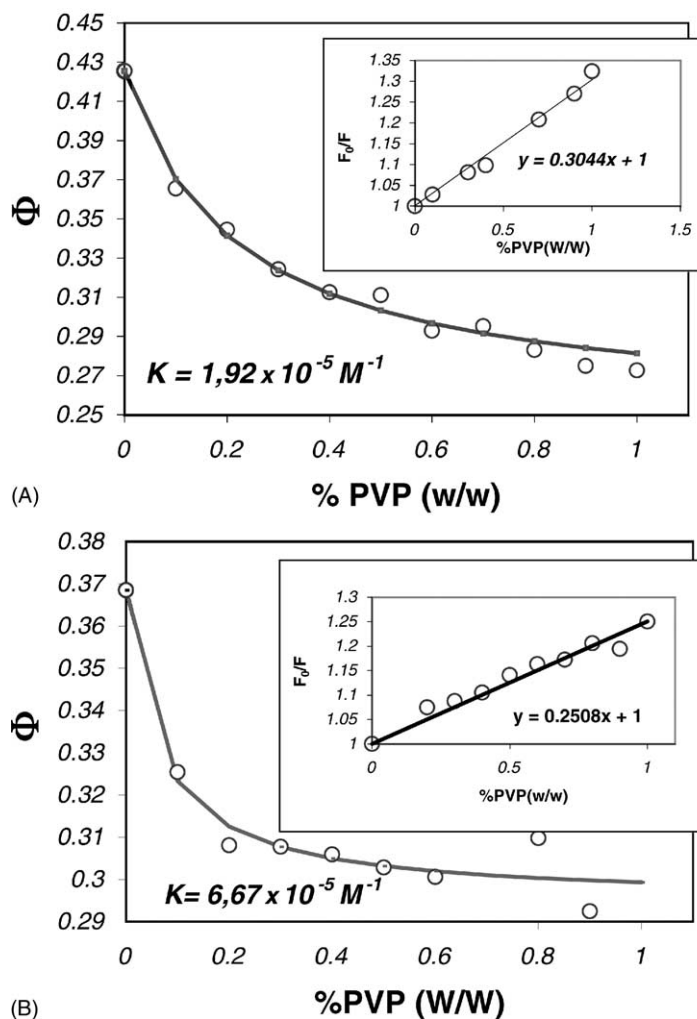 0.45
0.43
0.41
0.39
0.37
0.35
0.33
0.31
0.29
0.27
0.25
Φ
0 0.2 0.4 0.6 0.8 1
% PVP (w/w)
K = 1,92 x 10⁻⁵ M⁻¹
1.35
1.3
1.25
1.2
1.15
1.1
1.05
1
F₀/F
y = 0.3044x + 1
0 0.5 1 1.5
%PVP(W/W)
(A)
0.38
0.37
0.36
0.35
0.34
0.33
0.32
0.31
0.3
0.29
Φ
0 0.2 0.4 0.6 0.8 1
%PVP (W/W)
K= 6,67 x 10⁻⁵ M⁻¹
1.3
1.25
1.2
1.15
1.1
1.05
1
F₀/F
y = 0.2508x + 1
0 0.5 1
%PVP(w/w)
(B)